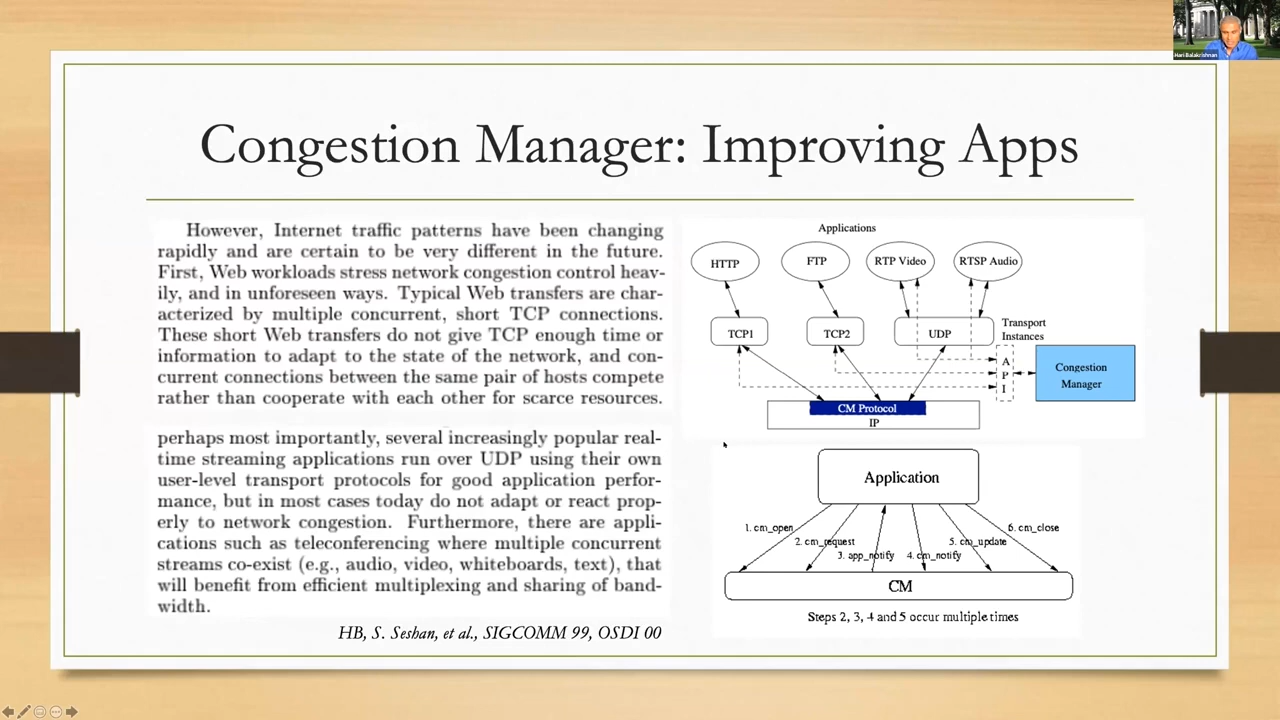 Hari Balakrishnan
Congestion Manager: Improving Apps
However, Internet traffic patterns have been changing
rapidly and are certain to be very different in the future.
First, Web workloads stress network congestion control heav-
ily, and in unforeseen ways. Typical Web transfers are char-
acterized by multiple concurrent, short TCP connections.
These short Web transfers do not give TCP enough time or
information to adapt to the state of the network, and con-
current connections between the same pair of hosts compete
rather than cooperate with each other for scarce resources.
perhaps most importantly, several increasingly popular real-
time streaming applications run over UDP using their own
user-level transport protocols for good application perfor-
mance, but in most cases today do not adapt or react prop-
erly to network congestion. Furthermore, there are appli-
cations such as teleconferencing where multiple concurrent
streams co-exist (e.g., audio, video, whiteboards, text), that
will benefit from efficient multiplexing and sharing of band-
width.
HB, S. Seshan, et al., SIGCOMM 99, OSDI 00
Applications
HTTP
FTP
RTP Video
RTSP Audio
TCP1
TCP2
UDP
Transport
Instances
A
P
I
Congestion
Manager
CM Protocol
IP
Application
1. cm_open
2. cm_request
3. app_notify
4. cm_notify
5. cm_update
6. cm_close
CM
Steps 2, 3, 4 and 5 occur multiple times